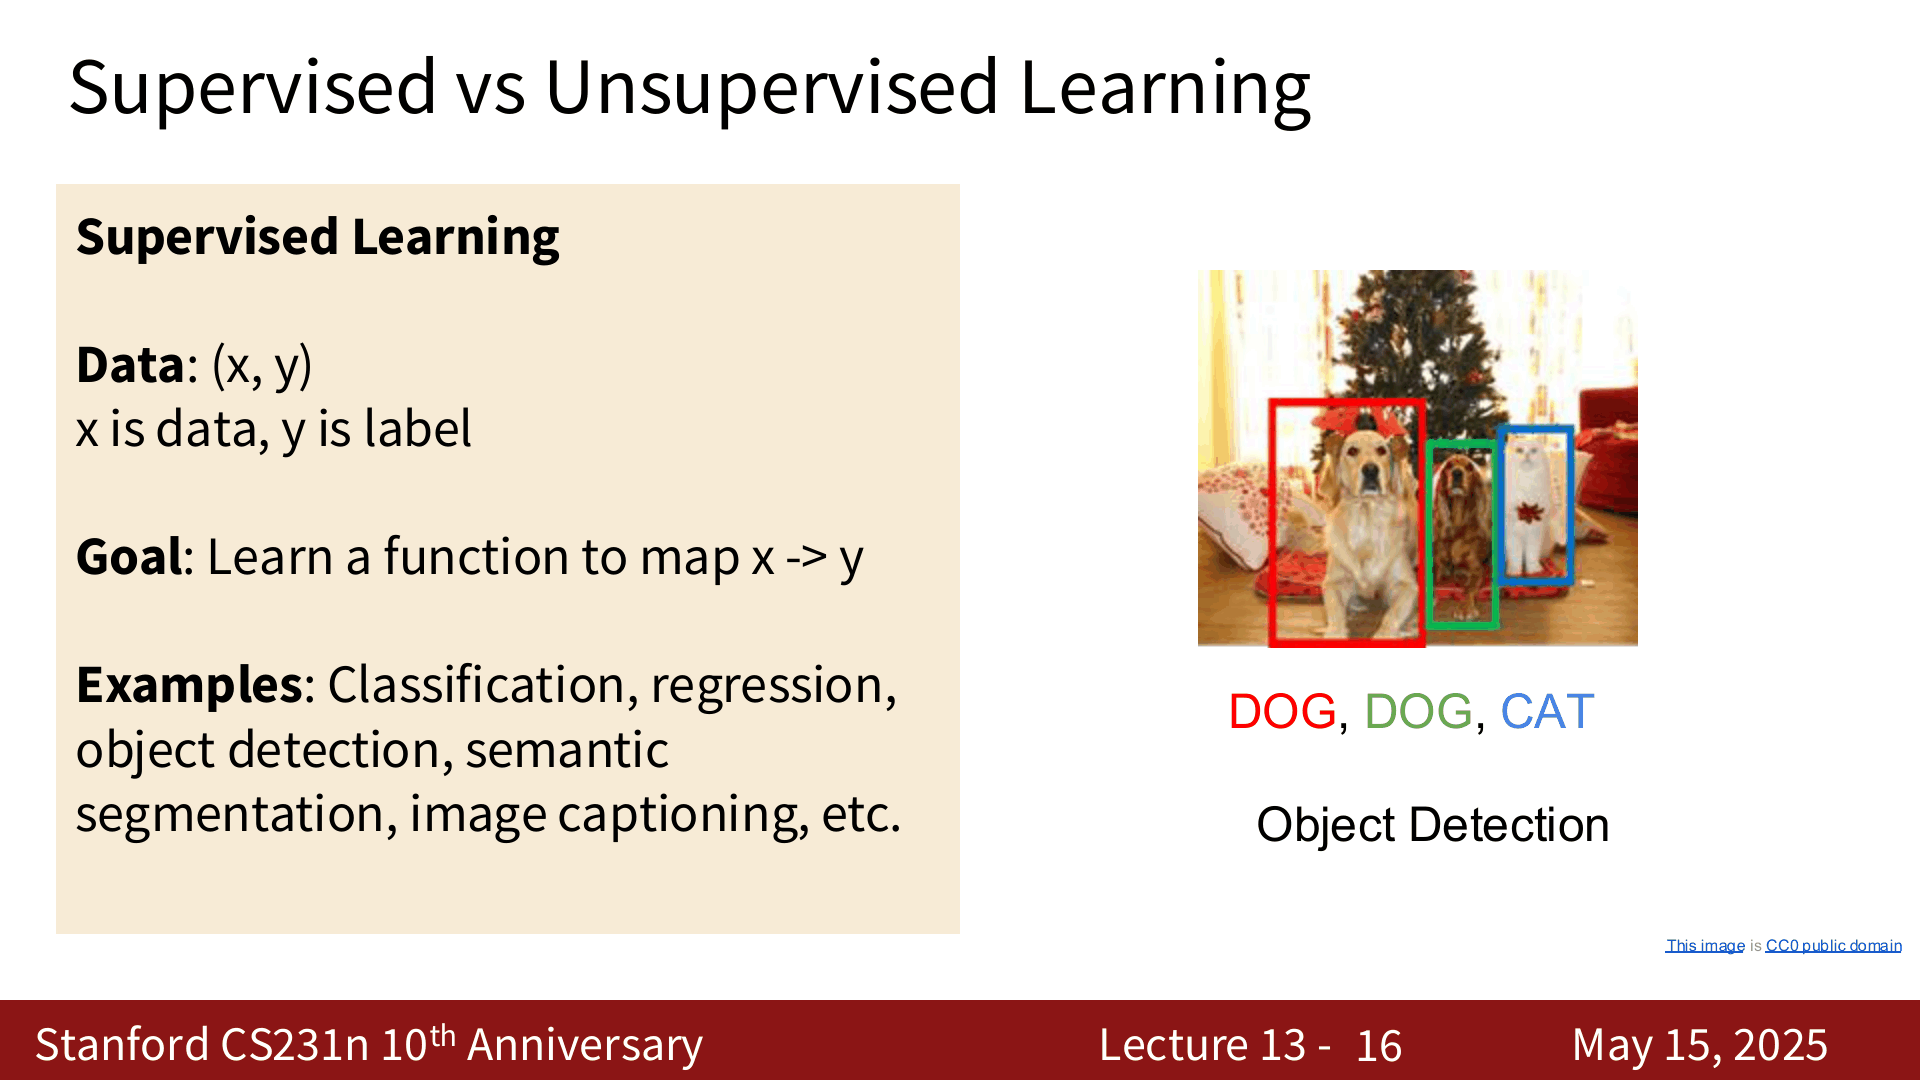 Supervised vs Unsupervised Learning
Supervised Learning
Data: (x, y)
x is data, y is label
Goal: Learn a function to map x -> y
Examples: Classification, regression,
object detection, semantic
segmentation, image captioning, etc.
DOG, DOG, CAT
Object Detection
This image is CC0 public domain
Stanford CS231n 10th Anniversary
Lecture 13 - 16
May 15, 2025